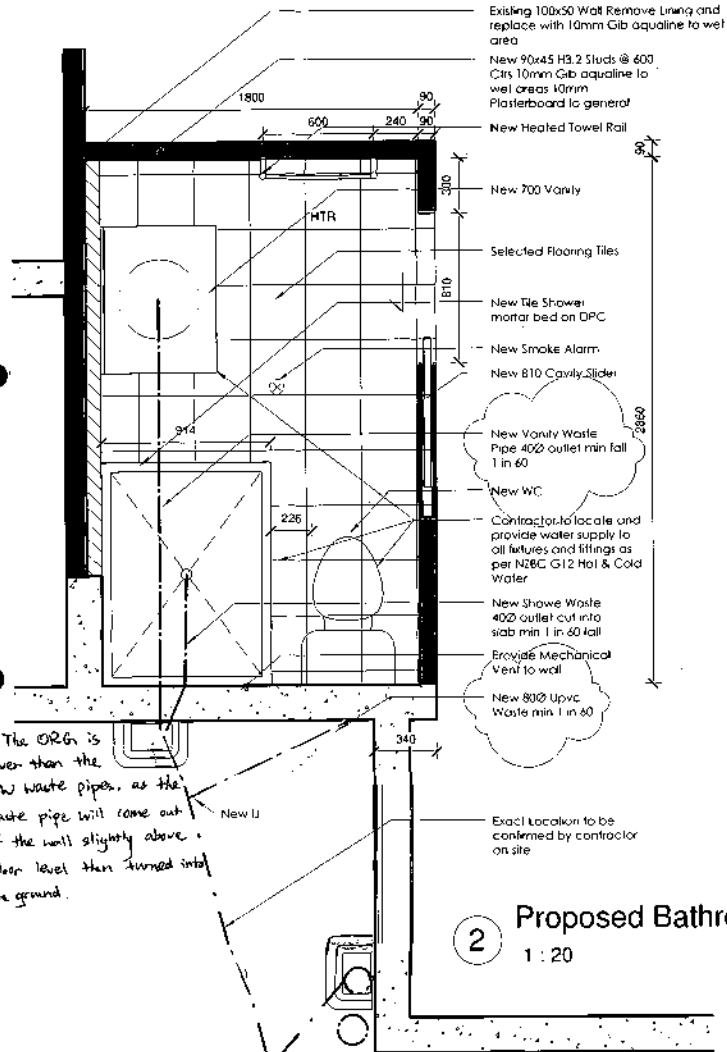 Existing 100x50 Wall Remove Lining and
replace with 10mm Gib aqualine to wet
area
New 90x45 H3.2 Studs @ 600
Ctrs 10mm Gib aqualine to
wet areas 10mm
Plasterboard to general
1800
90
600
240
90
New Heated Towel Rail
90
300
New 700 Vanity
HTR
Selected Flooring Tiles
810
New Tile Shower
mortar bed on DPC
New Smoke Alarm
New 810 Cavity Slider
2860
914
New Vanity Waste
Pipe 40Ø outlet min fall
1 in 60
New WC
226
Contractor to locate and
provide water supply to
all fixtures and fittings as
per NZBC G12 Hot & Cold
Water
New Showe Waste
40Ø outlet cut into
slab min 1 in 60 fall
Provide Mechanical
Vent to wall
New 80Ø Upvc
Waste min 1 in 60
340
The ORG is
wer than the
w waste pipes, as the
aste pipe will come out
f the wall slightly above
oor level then turned into
e ground.
New IJ
Exact Location to be
confirmed by contractor
on site
2
Proposed Bathro
1 : 20